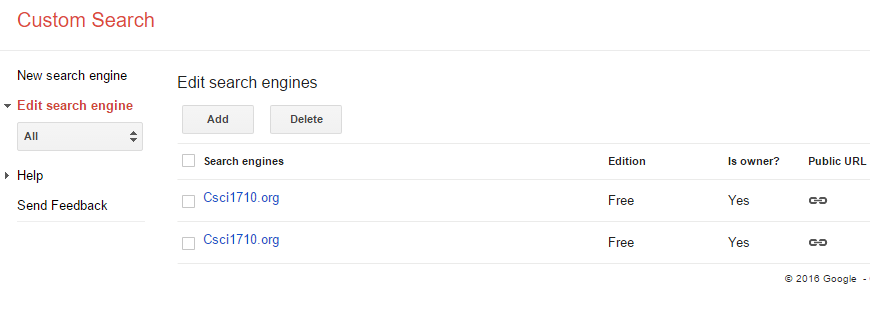 Custom Search
New search engine
Edit search engine
All
Help
Send Feedback
Edit search engines
Add Delete
Search engines Edition Is owner? Public URL
Csci1710.org Free Yes
Csci1710.org Free Yes
© 2016 Google -